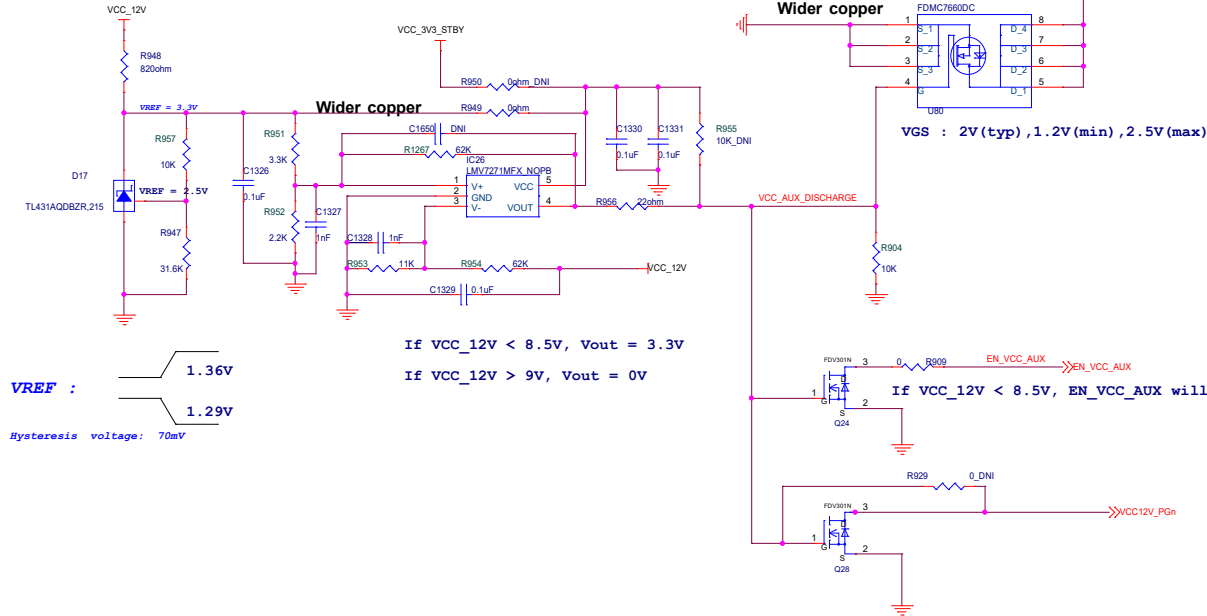 VCC_12V
Wider copper
FDMC7660DC
VCC_3V3_STBY
1
2
3
4
S_1
S_2
S_3
G
D_4
D_3
D_2
D_1
8
7
6
5
U80
VGS : 2V(typ),1.2V(min),2.5V(max)
R948
820ohm
R950
0ohm_DNI
VREF = 3.3V
Wider copper
R949
0ohm
R957
10K
R951
3.3K
C1650
DNI
R1267
62K
IC26
LMV7271MFX_NOPB
C1330
0.1uF
C1331
0.1uF
R955
10K_DNI
D17
TL431AQDBZR,215
VREF = 2.5V
C1326
0.1uF
1
2
3
V+
GND
V-
VCC
VOUT
5
4
R956
22ohm
VCC_AUX_DISCHARGE
R947
31.6K
R952
2.2K
C1327
1nF
C1328
1nF
R953
11K
R954
62K
VCC_12V
C1329
0.1uF
R904
10K
If VCC_12V < 8.5V, Vout = 3.3V
If VCC_12V > 9V, Vout = 0V
VREF :
1.36V
1.29V
Hysteresis voltage: 70mV
FDV301N
3
0
R909
EN_VCC_AUX
EN_VCC_AUX
1
G
D
S
2
Q24
If VCC_12V < 8.5V, EN_VCC_AUX will
R929
0_DNI
FDV301N
3
VCC12V_PGn
1
G
D
S
2
Q28